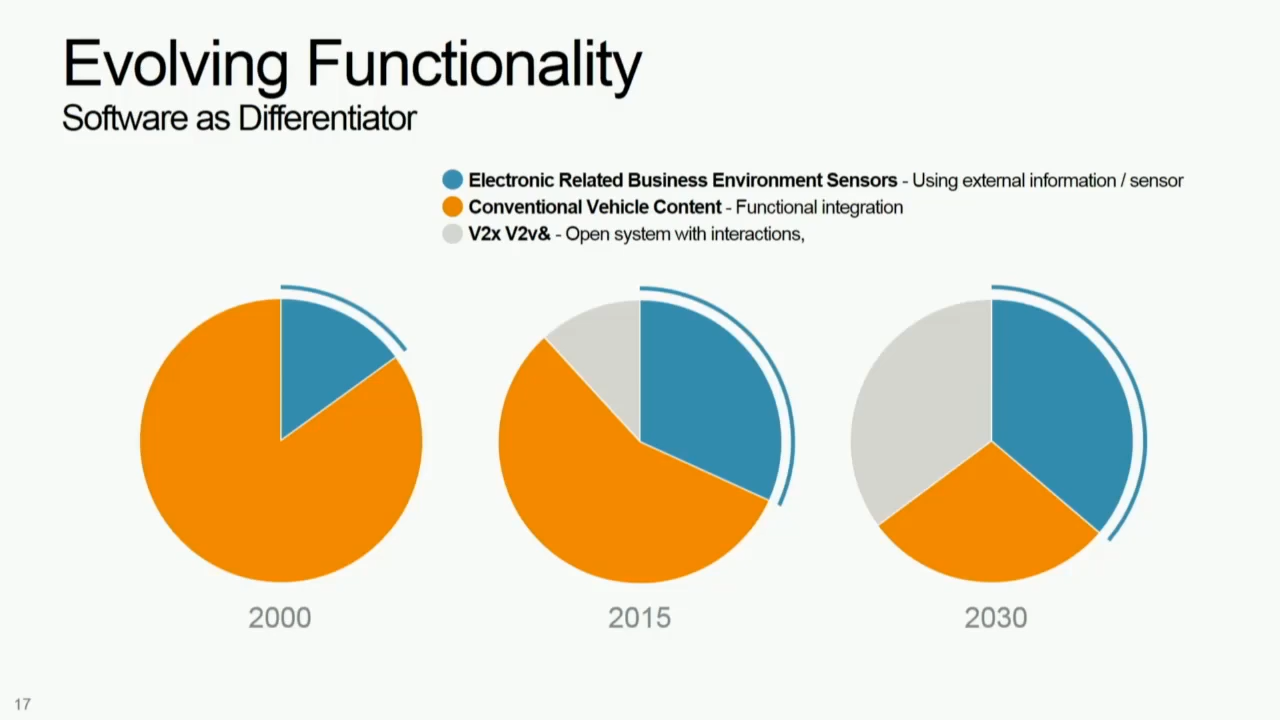 Evolving Functionality
Software as Differentiator
Electronic Related Business Environment Sensors - Using external information / sensor
Conventional Vehicle Content - Functional integration
V2x V2v& - Open system with interactions,
2000
2015
2030
17